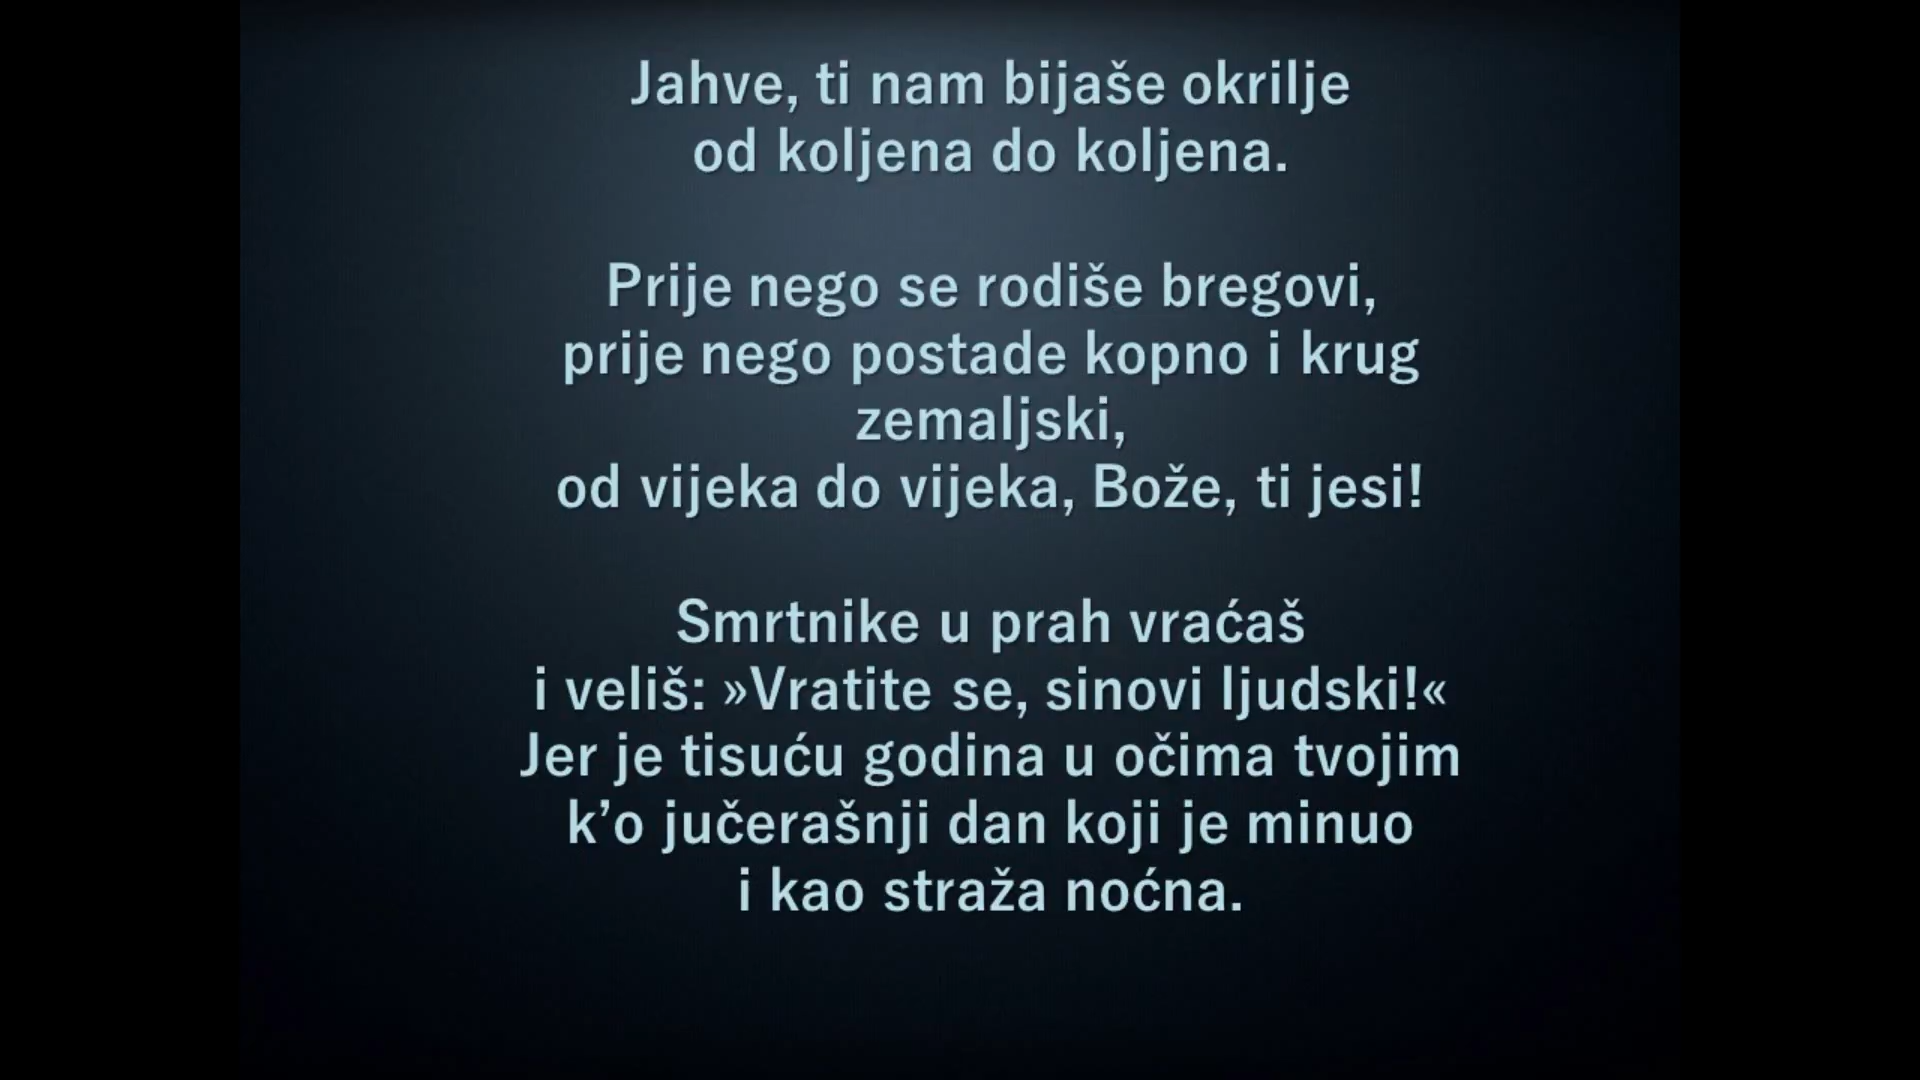 Jahve, ti nam bijaše okrilje
od koljena do koljena.
Prije nego se rodiše bregovi,
prije nego postade kopno i krug
zemaljski,
od vijeka do vijeka, Bože, ti jesi!
Smrtnike u prah vraćaš
i veliš: »Vratite se, sinovi ljudski!«
Jer je tisuću godina u očima tvojim
k’o jučerašnji dan koji je minuo
i kao straža noćna.